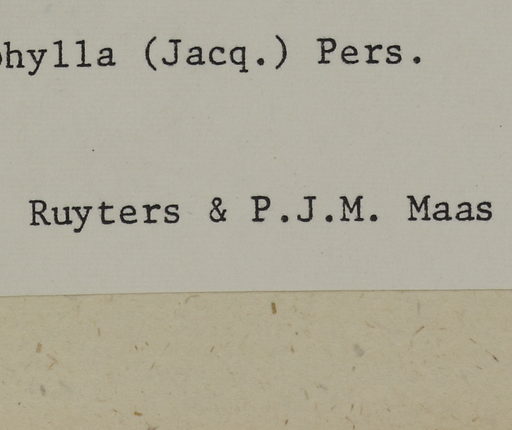 phylla (Jacq.) Pers.
Ruyters & P.J.M. Maas